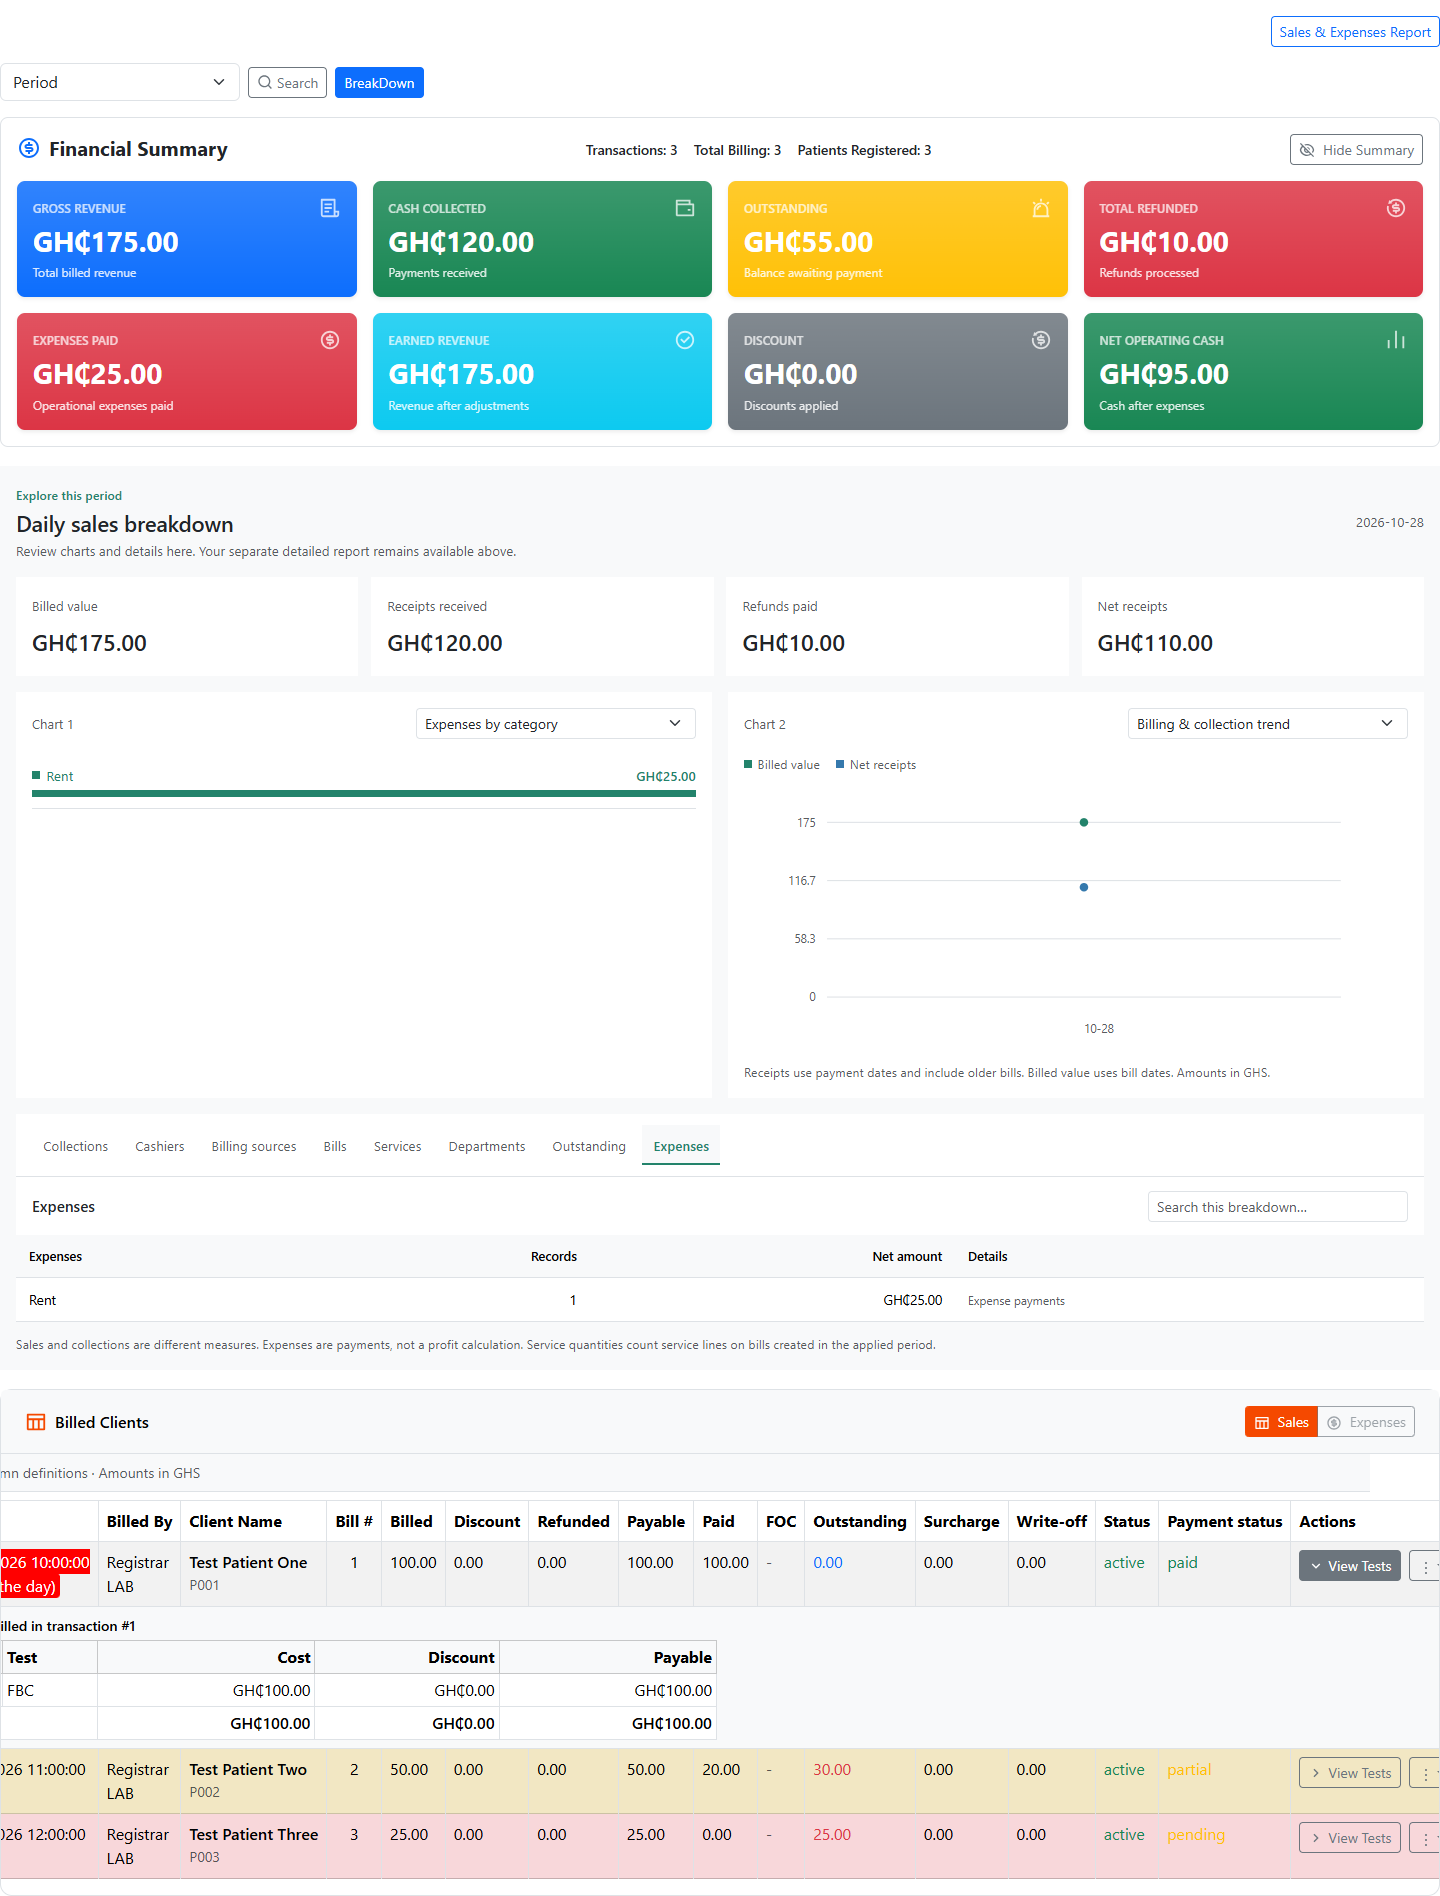 Sales & Expenses Report
Period
Search
BreakDown
Financial Summary
Transactions: 3 Total Billing: 3 Patients Registered: 3
Hide Summary
GROSS REVENUE
GH₵175.00
Total billed revenue
CASH COLLECTED
GH₵120.00
Payments received
OUTSTANDING
GH₵55.00
Balance awaiting payment
TOTAL REFUNDED
GH₵10.00
Refunds processed
EXPENSES PAID
GH₵25.00
Operational expenses paid
EARNED REVENUE
GH₵175.00
Revenue after adjustments
DISCOUNT
GH₵0.00
Discounts applied
NET OPERATING CASH
GH₵95.00
Cash after expenses
Explore this period
Daily sales breakdown
2026-10-28
Review charts and details here. Your separate detailed report remains available above.
Billed value
GH₵175.00
Receipts received
GH₵120.00
Refunds paid
GH₵10.00
Net receipts
GH₵110.00
Chart 1
Expenses by category
Rent GH₵25.00
Chart 2
Billing & collection trend
Billed value Net receipts
175
116.7
58.3
0
10-28
Receipts use payment dates and include older bills. Billed value uses bill dates. Amounts in GHS.
Collections Cashiers Billing sources Bills Services Departments Outstanding Expenses
Expenses
Search this breakdown...
Expenses Records Net amount Details
Rent 1 GH₵25.00 Expense payments
Sales and collections are different measures. Expenses are payments, not a profit calculation. Service quantities count service lines on bills created in the applied period.
Billed Clients
Sales Expenses
mn definitions · Amounts in GHS
Billed By Client Name Bill # Billed Discount Refunded Payable Paid FOC Outstanding Surcharge Write-off Status Payment status Actions
026 10:00:00 Registrar Test Patient One 1 100.00 0.00 0.00 100.00 100.00 - 0.00 0.00 0.00 active paid View Tests
the day) LAB P001
illed in transaction #1
Test Cost Discount Payable
FBC GH₵100.00 GH₵0.00 GH₵100.00
GH₵100.00 GH₵0.00 GH₵100.00
026 11:00:00 Registrar Test Patient Two 2 50.00 0.00 0.00 50.00 20.00 - 30.00 0.00 0.00 active partial View Tests
LAB P002
026 12:00:00 Registrar Test Patient Three 3 25.00 0.00 0.00 25.00 0.00 - 25.00 0.00 0.00 active pending View Tests
LAB P003